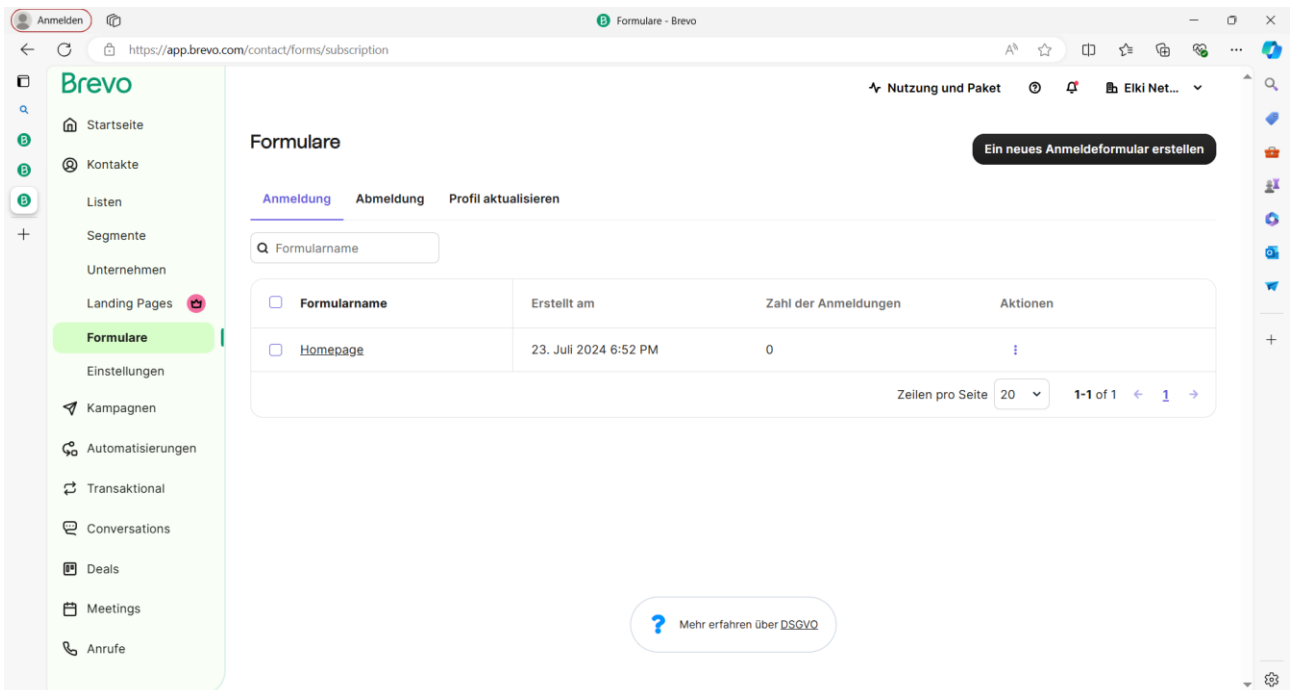 Anmelden
Formulare - Brevo
https://app.brevo.com/contact/forms/subscription
Brevo
Nutzung und Paket
Elki Net...
Startseite
Kontakte
Listen
Segmente
Unternehmen
Landing Pages
Formulare
Einstellungen
Kampagnen
Automatisierungen
Transaktional
Conversations
Deals
Meetings
Anrufe
Formulare
Ein neues Anmeldeformular erstellen
Anmeldung Abmeldung Profil aktualisieren
Formularname
Formularname Erstellt am Zahl der Anmeldungen Aktionen
Homepage 23. Juli 2024 6:52 PM 0
Zeilen pro Seite 20 1-1 of 1 1
Mehr erfahren über DSGVO